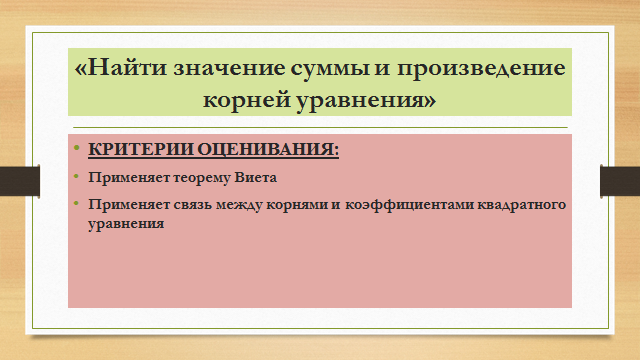 «Найти значение суммы и произведение
корней уравнения»
КРИТЕРИИ ОЦЕНИВАНИЯ:
Применяет теорему Виета
Применяет связь между корнями и коэффициентами квадратного
уравнения